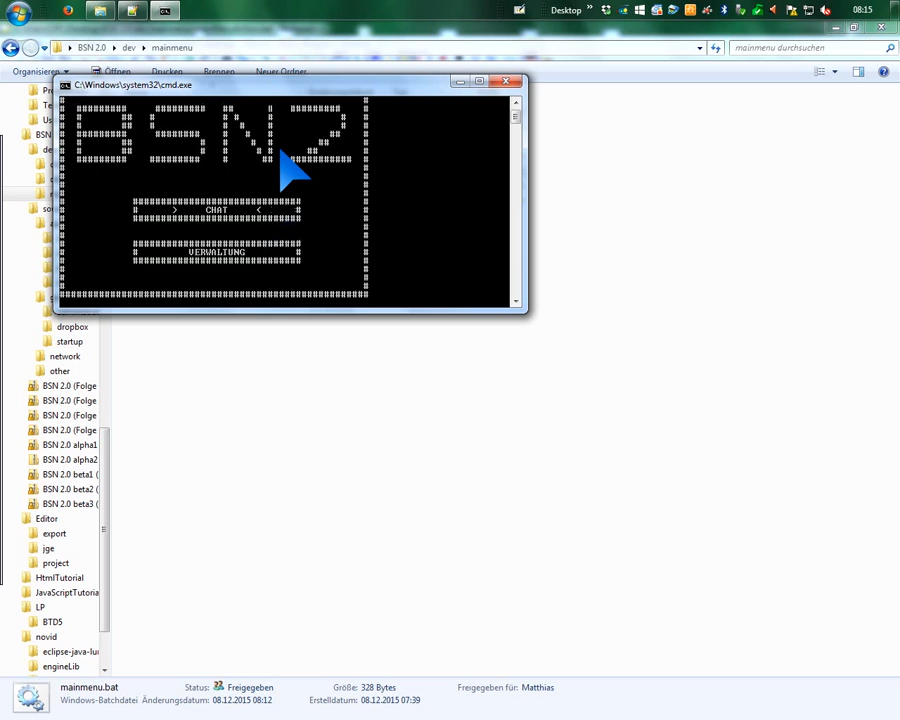 Desktop »
08:15
BSN 2.0 ▸ dev ▸ mainmenu
mainmenu durchsuchen
Organisieren
Öffnen
Drucken
Brennen
Neuer Ordner
C:\Windows\system32\cmd.exe
BSN2
> CHAT <
VERWALTUNG
BSN
dropbox
startup
network
other
BSN 2.0 (Folge
BSN 2.0 (Folge
BSN 2.0 (Folge
BSN 2.0 (Folge
BSN 2.0 alpha1
BSN 2.0 alpha2
BSN 2.0 beta1 (
BSN 2.0 beta2 (
BSN 2.0 beta3 (
Editor
export
jge
project
HtmlTutorial
JavaScriptTutoria
LP
BTD5
novid
eclipse-java-lu
engineLib
mainmenu.bat
Status: Freigegeben
Größe: 328 Bytes
Freigegeben für: Matthias
Windows-Batchdatei
Änderungsdatum: 08.12.2015 08:12
Erstelldatum: 08.12.2015 07:39